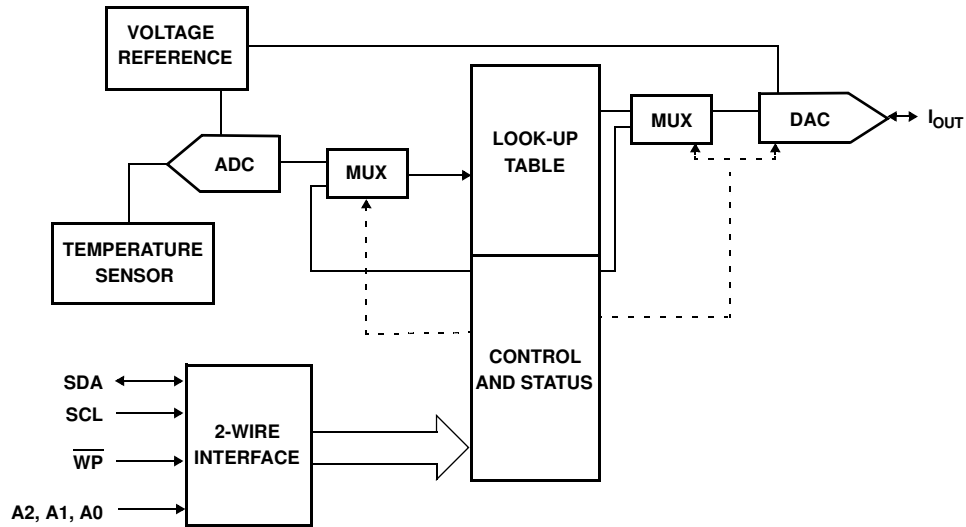 VOLTAGE
REFERENCE
ADC
MUX
LOOK-UP
TABLE
MUX
DAC
IOUT
TEMPERATURE
SENSOR
CONTROL
AND STATUS
SDA
SCL
WP
A2, A1, A0
2-WIRE
INTERFACE